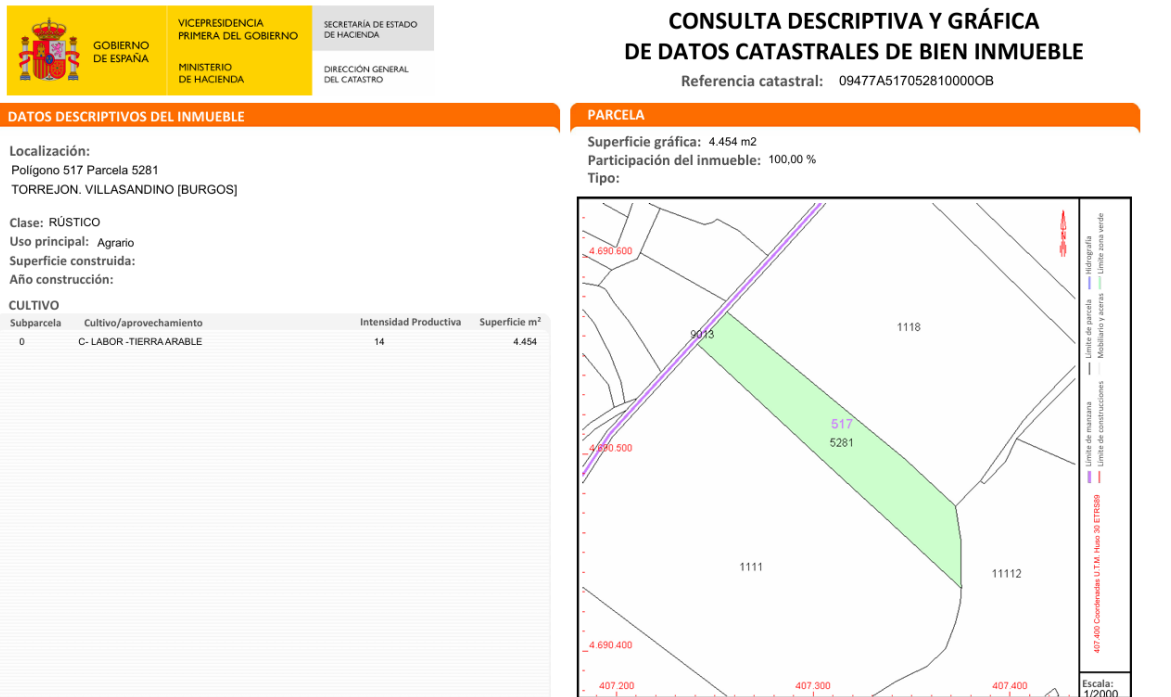 GOBIERNO
DE ESPAÑA
VICEPRESIDENCIA
PRIMERA DEL GOBIERNO
MINISTERIO
DE HACIENDA
SECRETARÍA DE ESTADO
DE HACIENDA
DIRECCIÓN GENERAL
DEL CATASTRO
CONSULTA DESCRIPTIVA Y GRÁFICA
DE DATOS CATASTRALES DE BIEN INMUEBLE
Referencia catastral: 09477A517052810000OB
DATOS DESCRIPTIVOS DEL INMUEBLE
Localización:
Polígono 517 Parcela 5281
TORREJON. VILLASANDINO [BURGOS]
Clase: RÚSTICO
Uso principal: Agrario
Superficie construida:
Año construcción:
CULTIVO
Subparcela Cultivo/aprovechamiento Intensidad Productiva Superficie m²
0 C- LABOR -TIERRA ARABLE 14 4.454
PARCELA
Superficie gráfica: 4.454 m2
Participación del inmueble: 100,00 %
Tipo:
4.690.600
9013
1118
517
5281
4.690.500
1111
11112
4.690.400
407.200
407.300
407.400
Límite de manzana
Límite de parcela
Hidrografía
Límite de construcciones
Mobiliario y aceras
Límite zona verde
407.400 Coordenadas U.T.M. Huso 30 ETRS89
Escala:
1/2000